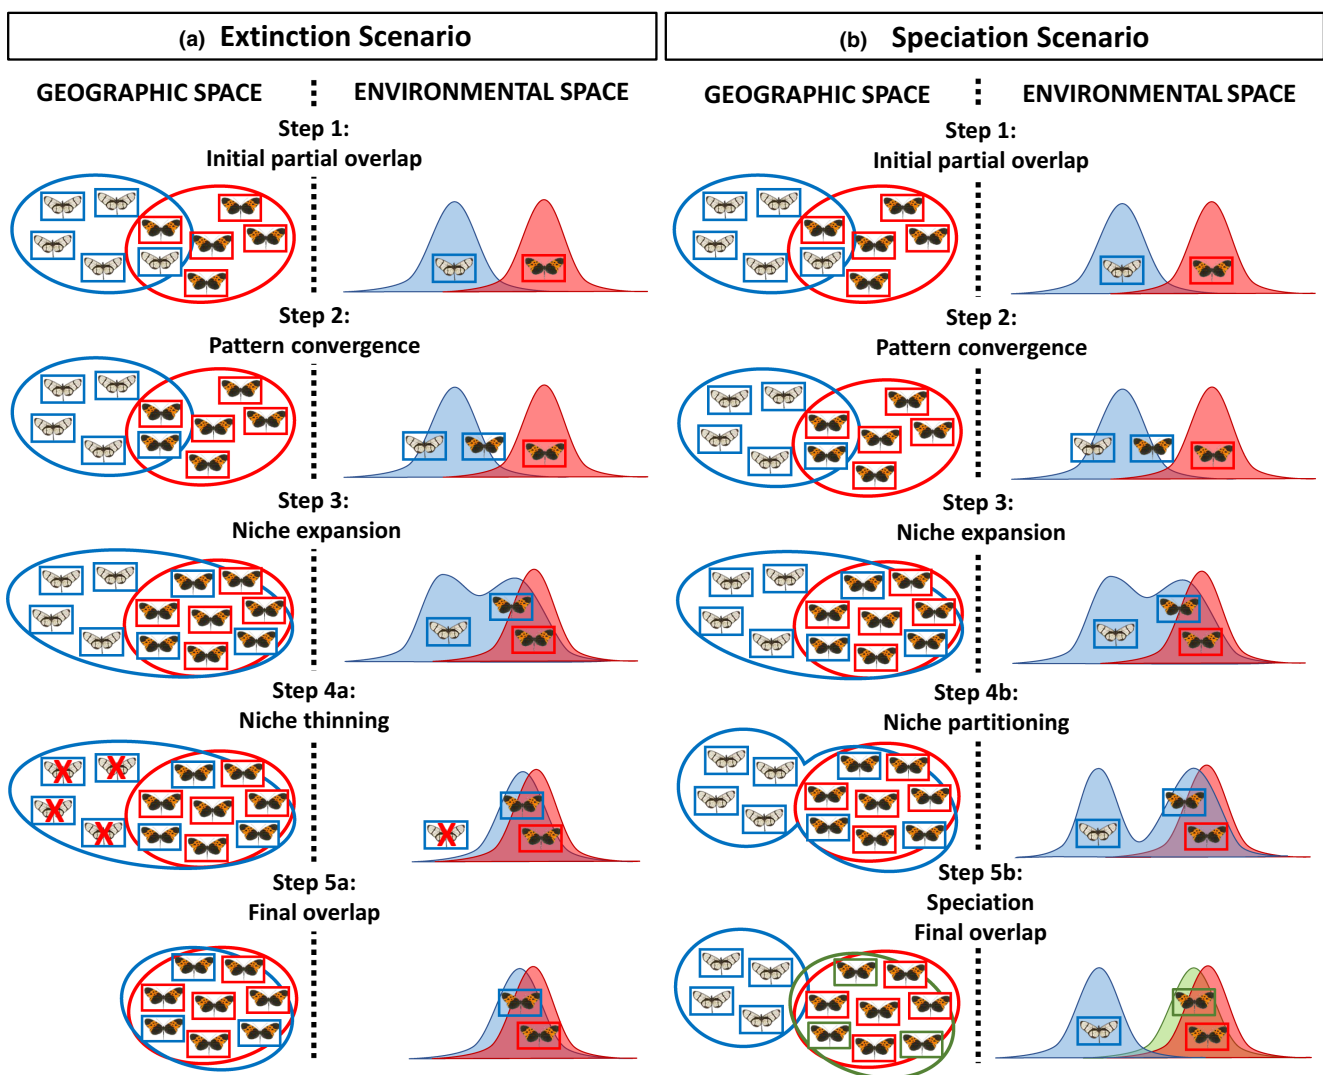 (a) Extinction Scenario
GEOGRAPHIC SPACE
ENVIRONMENTAL SPACE
Step 1:
Initial partial overlap
Step 2:
Pattern convergence
Step 3:
Niche expansion
Step 4a:
Niche thinning
X X
X X
X
Step 5a:
Final overlap
(b) Speciation Scenario
GEOGRAPHIC SPACE
ENVIRONMENTAL SPACE
Step 1:
Initial partial overlap
Step 2:
Pattern convergence
Step 3:
Niche expansion
Step 4b:
Niche partitioning
Step 5b:
Speciation
Final overlap